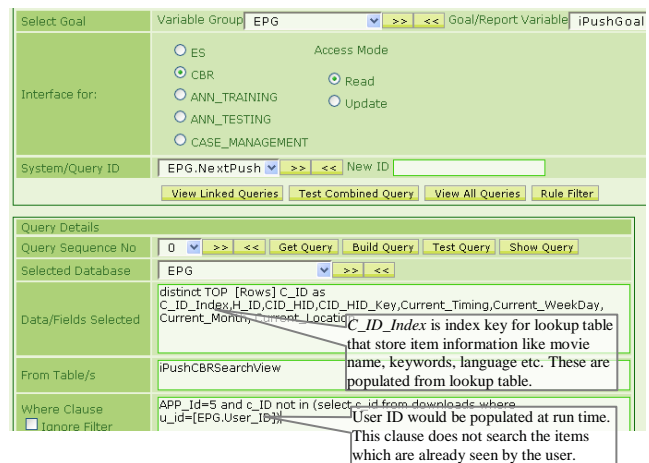 Select Goal Variable Group EPG >> << Goal/Report Variable iPushGoal
Interface for:
ES Access Mode
CBR Read
ANN_TRAINING Update
ANN_TESTING
CASE_MANAGEMENT
System/Query ID EPG.NextPush >> << New ID
View Linked Queries Test Combined Query View All Queries Rule Filter
Query Details
Query Sequence No 0 >> << Get Query Build Query Test Query Show Query
Selected Database EPG >> <<
Data/Fields Selected
distinct TOP [Rows] C_ID as
C_ID_Index,H_ID,CID_HID,CID_HID_Key,Current_Timing,Current_WeekDay,
Current_Month, Current_Location
C_ID_Index is index key for lookup table
that store item information like movie
name, keywords, language etc. These are
populated from lookup table.
From Table/s iPushCBRSearchView
Where Clause
Ignore Filter
APP_Id=5 and c_ID not in (select c_id from downloads where
u_id=[EPG.User_ID])
User ID would be populated at run time.
This clause does not search the items
which are already seen by the user.